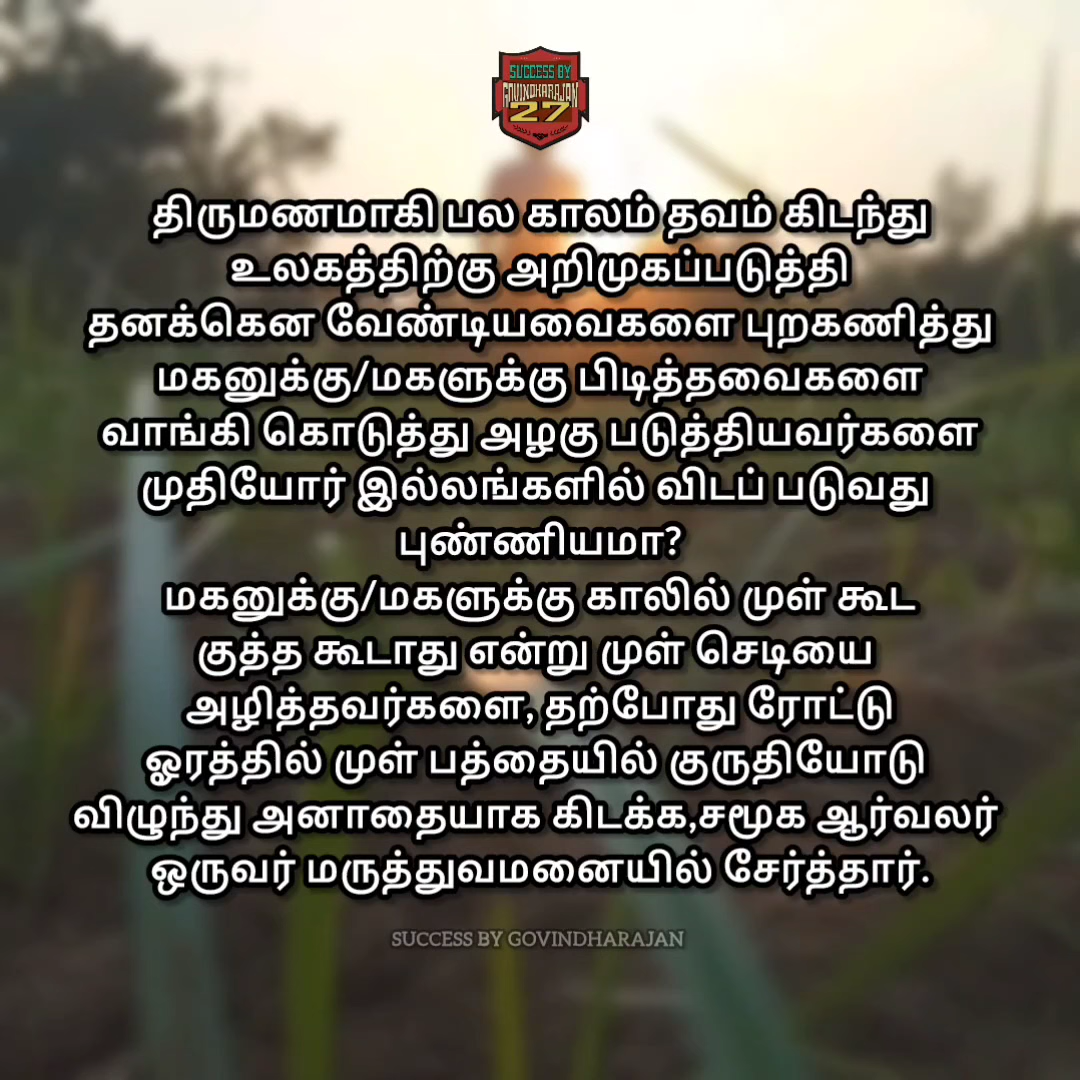 SUCCESS BY
GOVINDHARAJAN
27
திருமணமாகி பல காலம் தவம் கிடந்து
உலகத்திற்கு அறிமுகப்படுத்தி
தனக்கென வேண்டியவைகளை புறகணித்து
மகனுக்கு/மகளுக்கு பிடித்தவைகளை
வாங்கி கொடுத்து அழகு படுத்தியவர்களை
முதியோர் இல்லங்களில் விடப் படுவது
புண்ணியமா?
மகனுக்கு/மகளுக்கு காலில் முள் கூட
குத்த கூடாது என்று முள் செடியை
அழித்தவர்களை, தற்போது ரோட்டு
ஓரத்தில் முள் பத்தையில் குருதியோடு
விழுந்து அனாதையாக கிடக்க,சமூக ஆர்வலர்
ஒருவர் மருத்துவமனையில் சேர்த்தார்.
SUCCESS BY GOVINDHARAJAN